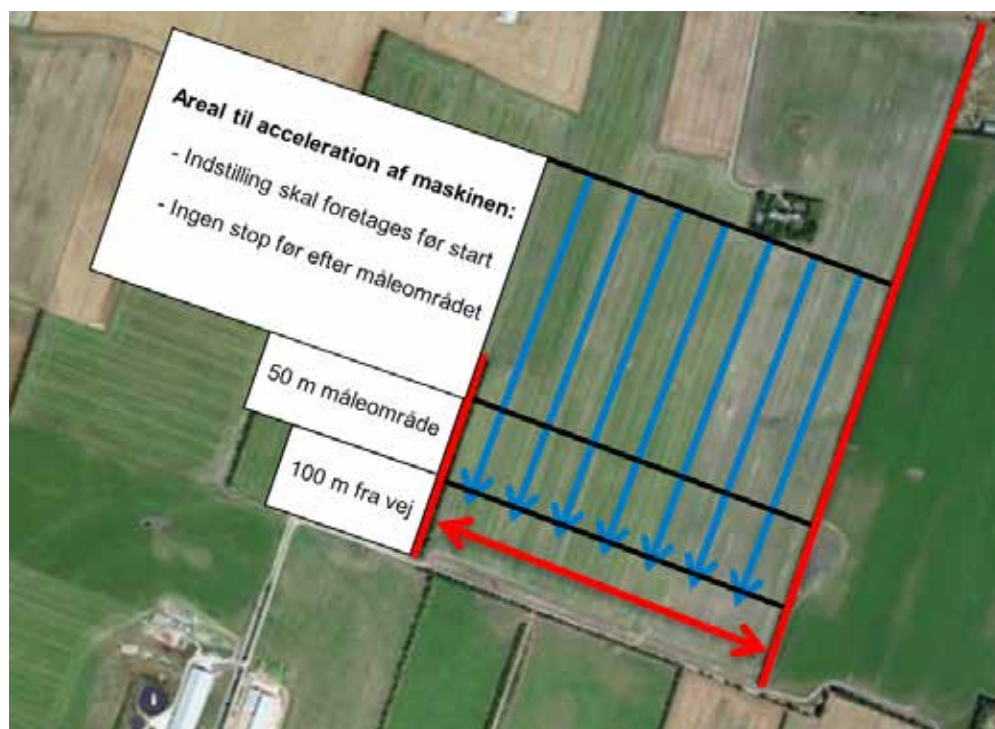 Areal til acceleration af maskinen:
- Indstilling skal foretages før start
- Ingen stop før efter måleområdet
50 m måleområde
100 m fra vej